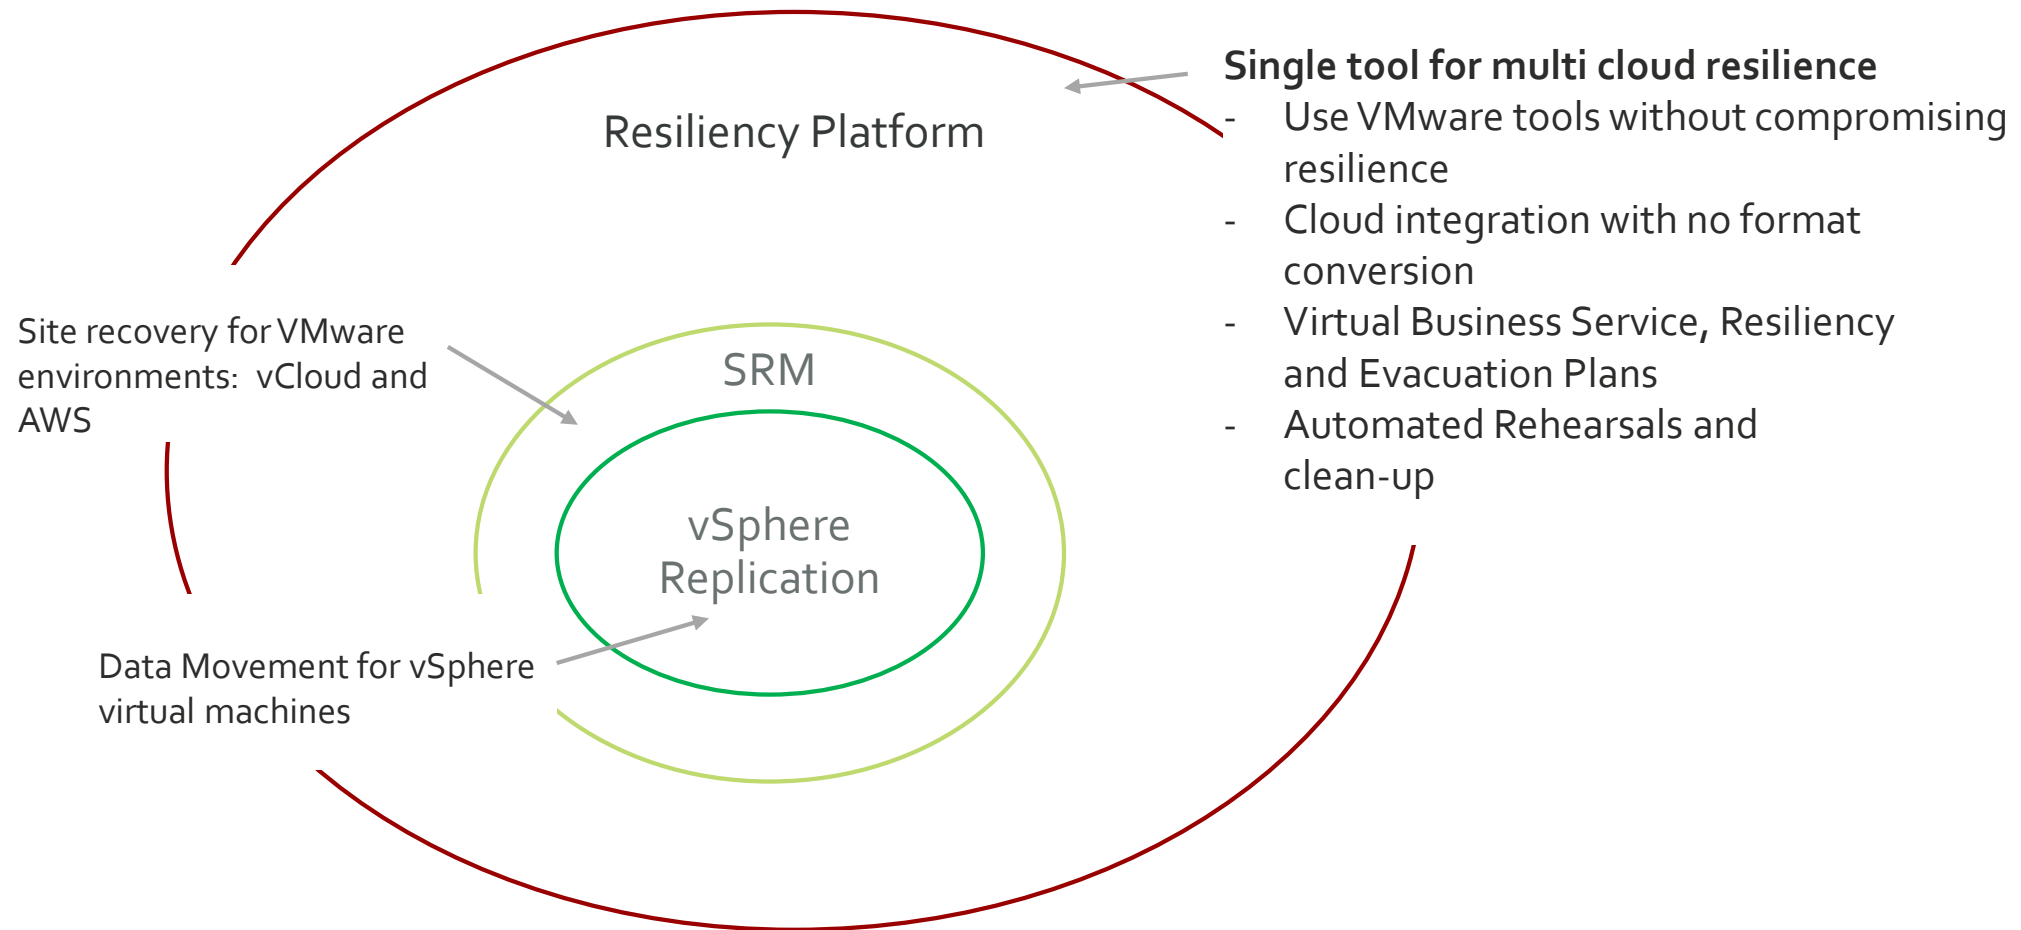 Resiliency Platform
Single tool for multi cloud resilience
- Use VMware tools without compromising
resilience
- Cloud integration with no format
conversion
- Virtual Business Service, Resiliency
and Evacuation Plans
- Automated Rehearsals and
clean-up
Site recovery for VMware
environments: vCloud and
AWS
SRM
vSphere
Replication
Data Movement for vSphere
virtual machines